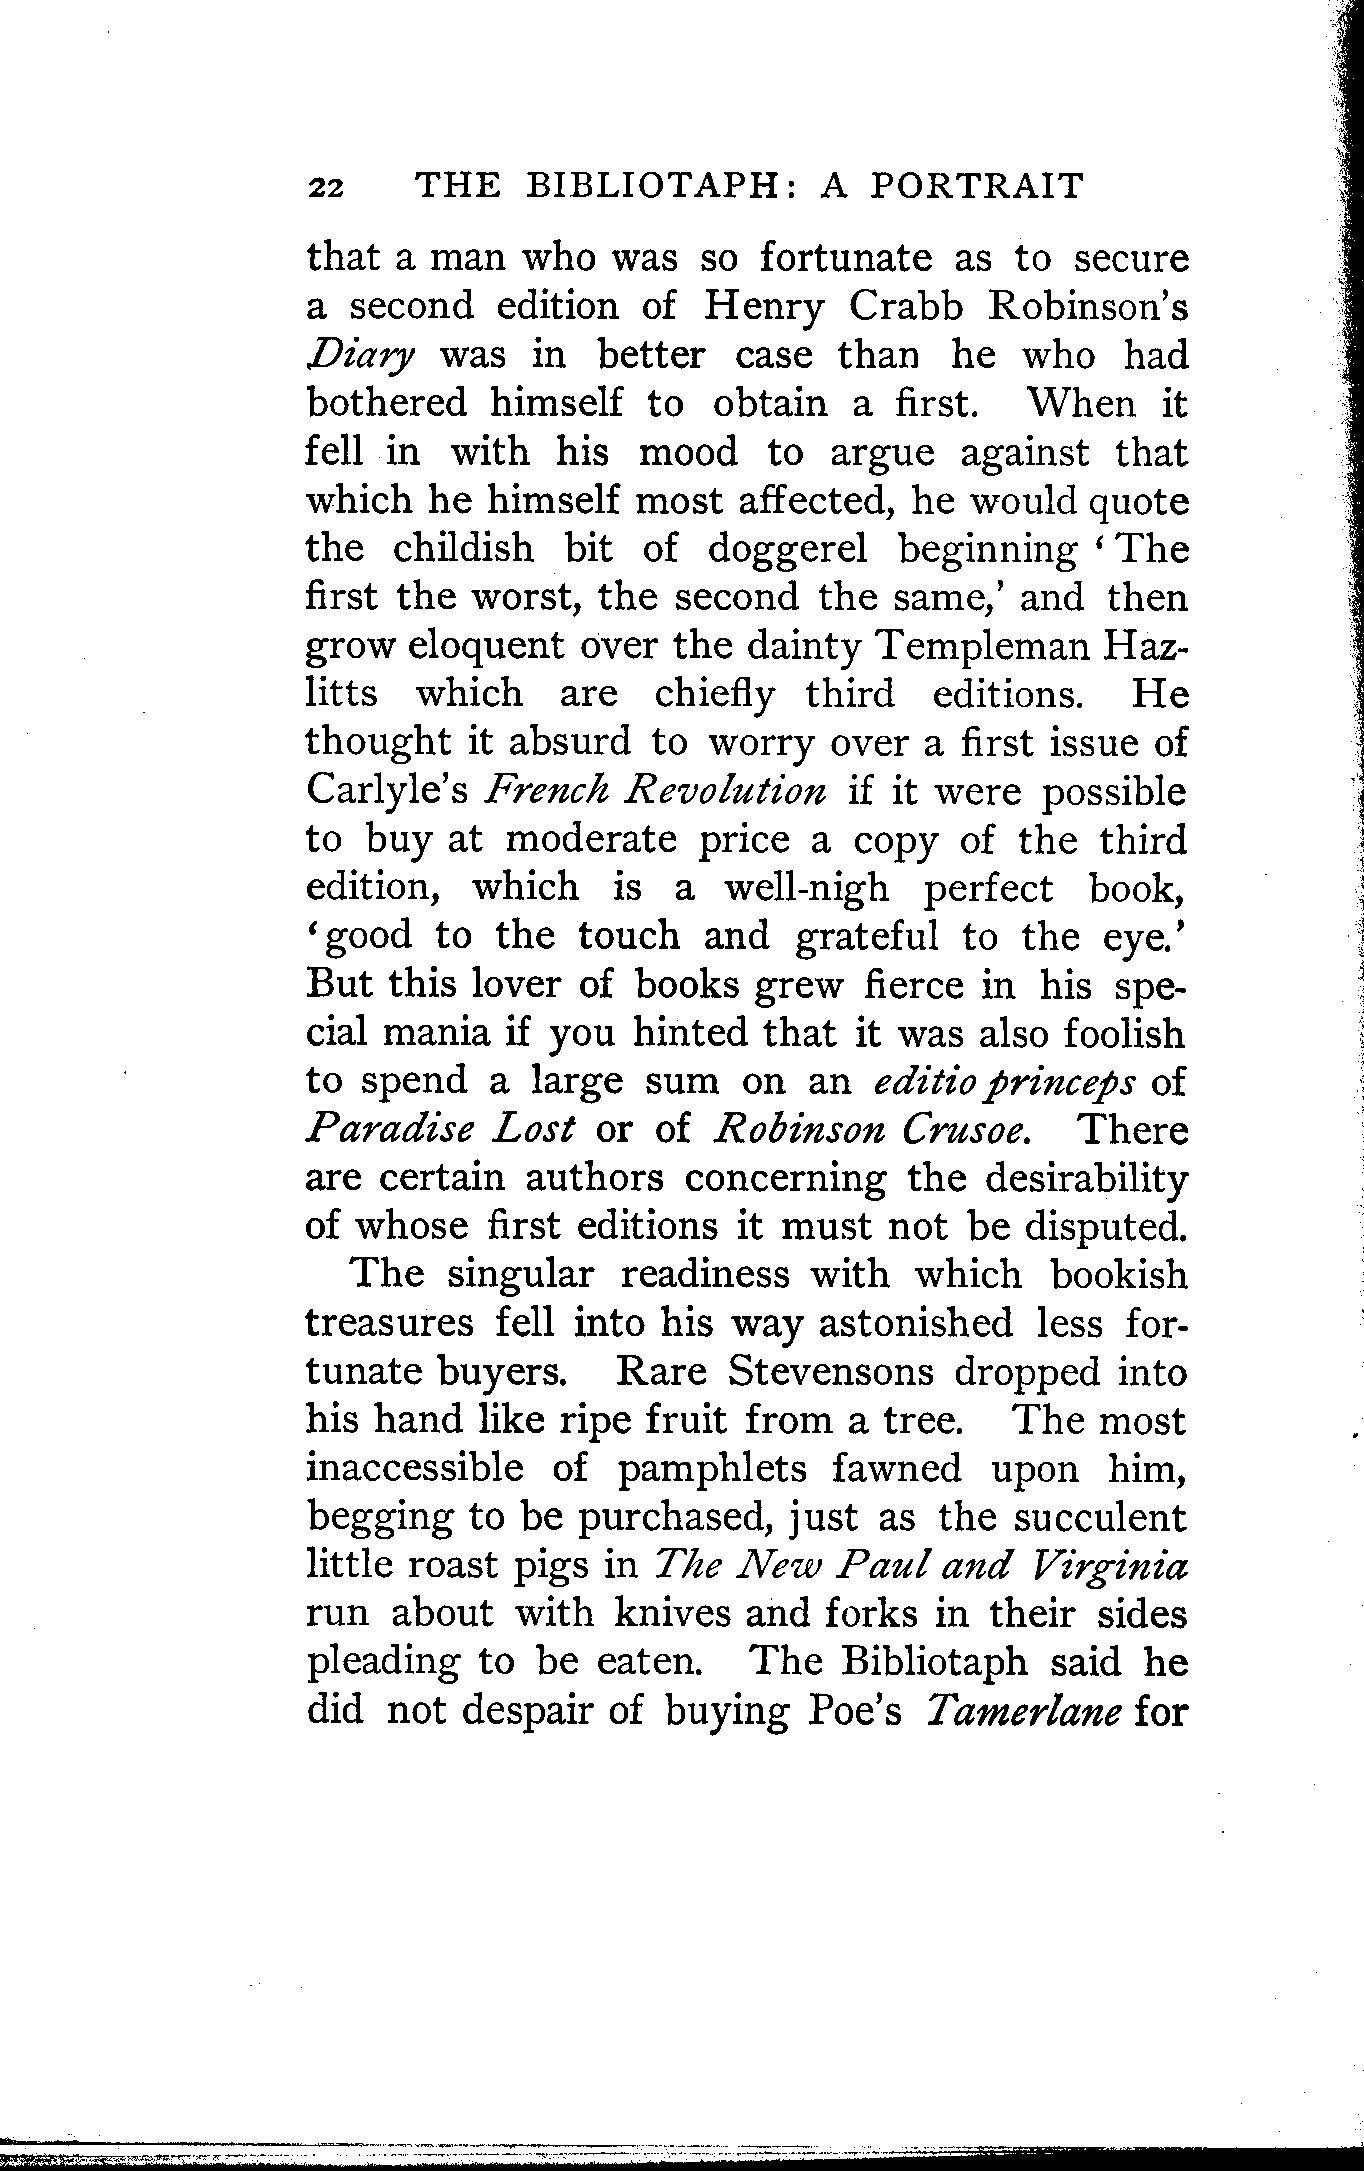 22 THE BIBLIOTAPH: A PORTRAIT
that a man who was so fortunate as to secure
a second edition of Henry Crabb Robinson's
Diary was in better case than he who had
bothered himself to obtain a first. When it
fell in with his mood to argue against that
which he himself most affected, he would quote
the childish bit of doggerel beginning ‘The
first the worst, the second the same,’ and then
grow eloquent over the dainty Templeman Haz-
litts which are chiefly third editions. He
thought it absurd to worry over a first issue of
Carlyle's French Revolution if it were possible
to buy at moderate price a copy of the third
edition, which is a well-nigh perfect book,
‘good to the touch and grateful to the eye.’
But this lover of books grew fierce in his spe-
cial mania if you hinted that it was also foolish
to spend a large sum on an editio princeps of
Paradise Lost or of Robinson Crusoe. There
are certain authors concerning the desirability
of whose first editions it must not be disputed.
The singular readiness with which bookish
treasures fell into his way astonished less for-
tunate buyers. Rare Stevensons dropped into
his hand like ripe fruit from a tree. The most
inaccessible of pamphlets fawned upon him,
begging to be purchased, just as the succulent
little roast pigs in The New Paul and Virginia
run about with knives and forks in their sides
pleading to be eaten. The Bibliotaph said he
did not despair of buying Poe's Tamerlane for